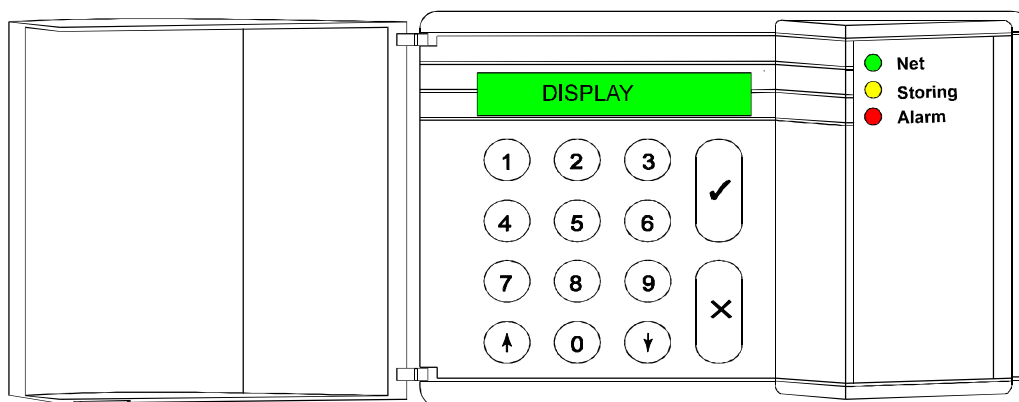 DISPLAY
Net
Storing
Alarm
1 2 3
✓
4 5 6
7 8 9
✕
↑ 0 ↓